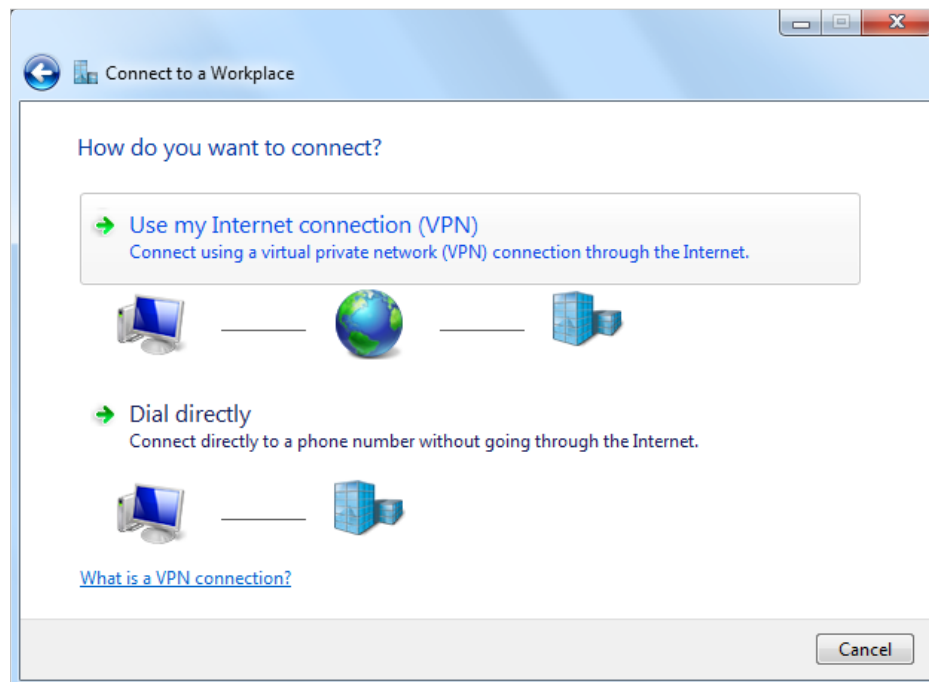 Connect to a Workplace
How do you want to connect?
Use my Internet connection (VPN)
Connect using a virtual private network (VPN) connection through the Internet.
Dial directly
Connect directly to a phone number without going through the Internet.
What is a VPN connection?
Cancel